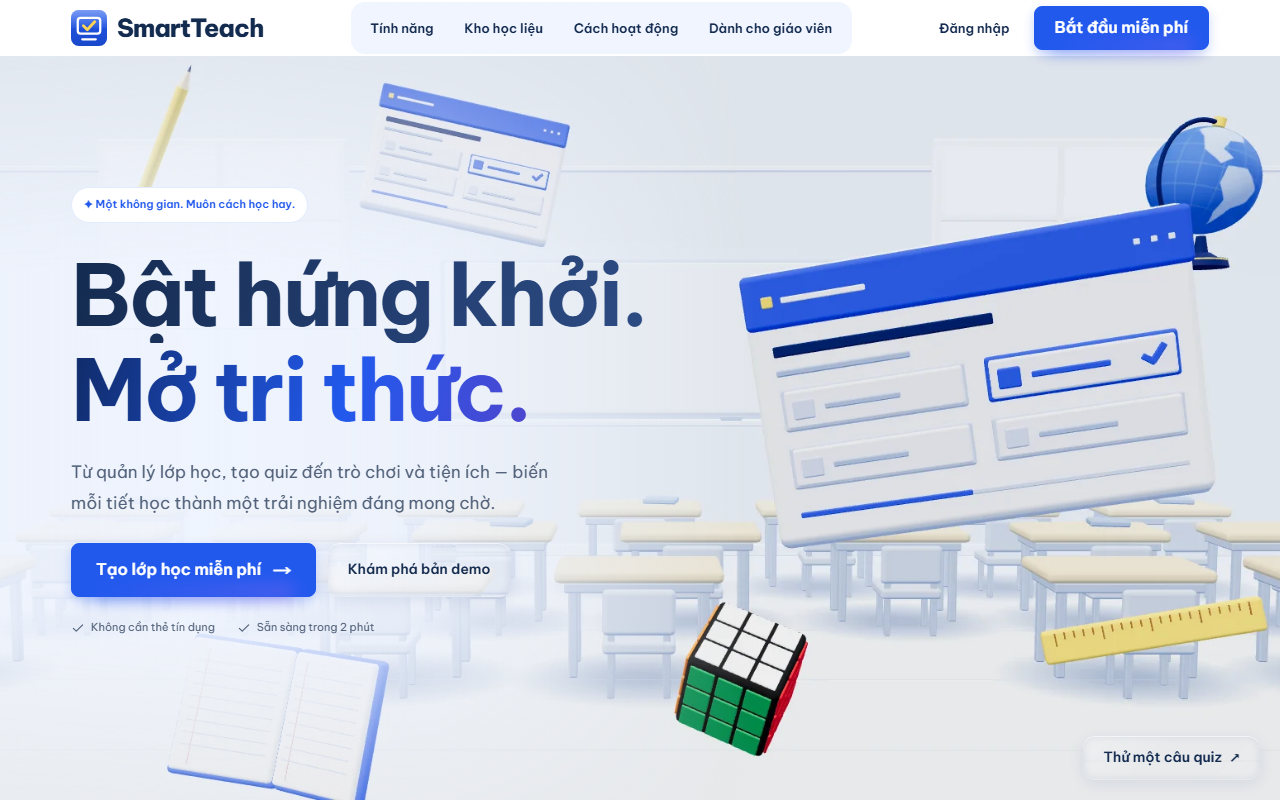 SmartTeach
Tính năng
Kho học liệu
Cách hoạt động
Dành cho giáo viên
Đăng nhập
Bắt đầu miễn phí
✦ Một không gian. Muôn cách học hay.
Bật hứng khởi.
Mở tri thức.
Từ quản lý lớp học, tạo quiz đến trò chơi và tiện ích — biến
mỗi tiết học thành một trải nghiệm đáng mong chờ.
Tạo lớp học miễn phí →
Khám phá bản demo
✓ Không cần thẻ tín dụng
✓ Sẵn sàng trong 2 phút
Thử một câu quiz ↗